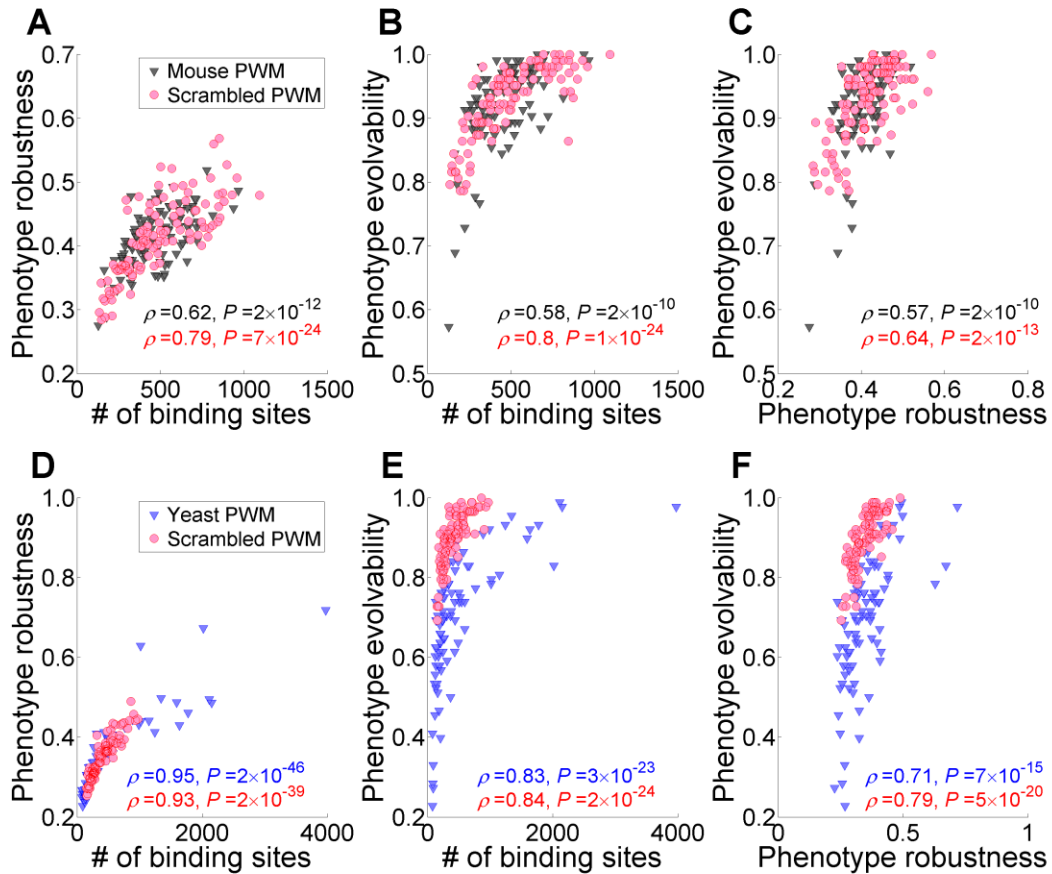 A
Phenotype robustness
0.7
0.6
0.5
0.4
0.3
0.2
Mouse PWM
Scrambled PWM
ρ=0.62, P=2×10⁻¹²
ρ=0.79, P=7×10⁻²⁴
0 500 1000 1500
# of binding sites
B
Phenotype evolvability
1.0
0.9
0.8
0.7
0.6
0.5
ρ=0.58, P=2×10⁻¹⁰
ρ=0.8, P=1×10⁻²⁴
0 500 1000 1500
# of binding sites
C
Phenotype evolvability
1.0
0.9
0.8
0.7
0.6
0.5
ρ=0.57, P=2×10⁻¹⁰
ρ=0.64, P=2×10⁻¹³
0.2 0.4 0.6 0.8
Phenotype robustness
D
Phenotype robustness
1.0
0.8
0.6
0.4
0.2
Yeast PWM
Scrambled PWM
ρ=0.95, P=2×10⁻⁴⁶
ρ=0.93, P=2×10⁻³⁹
0 2000 4000
# of binding sites
E
Phenotype evolvability
1.0
0.8
0.6
0.4
0.2
ρ=0.83, P=3×10⁻²³
ρ=0.84, P=2×10⁻²⁴
0 2000 4000
# of binding sites
F
Phenotype evolvability
1.0
0.8
0.6
0.4
0.2
ρ=0.71, P=7×10⁻¹⁵
ρ=0.79, P=5×10⁻²⁰
0 0.5 1
Phenotype robustness